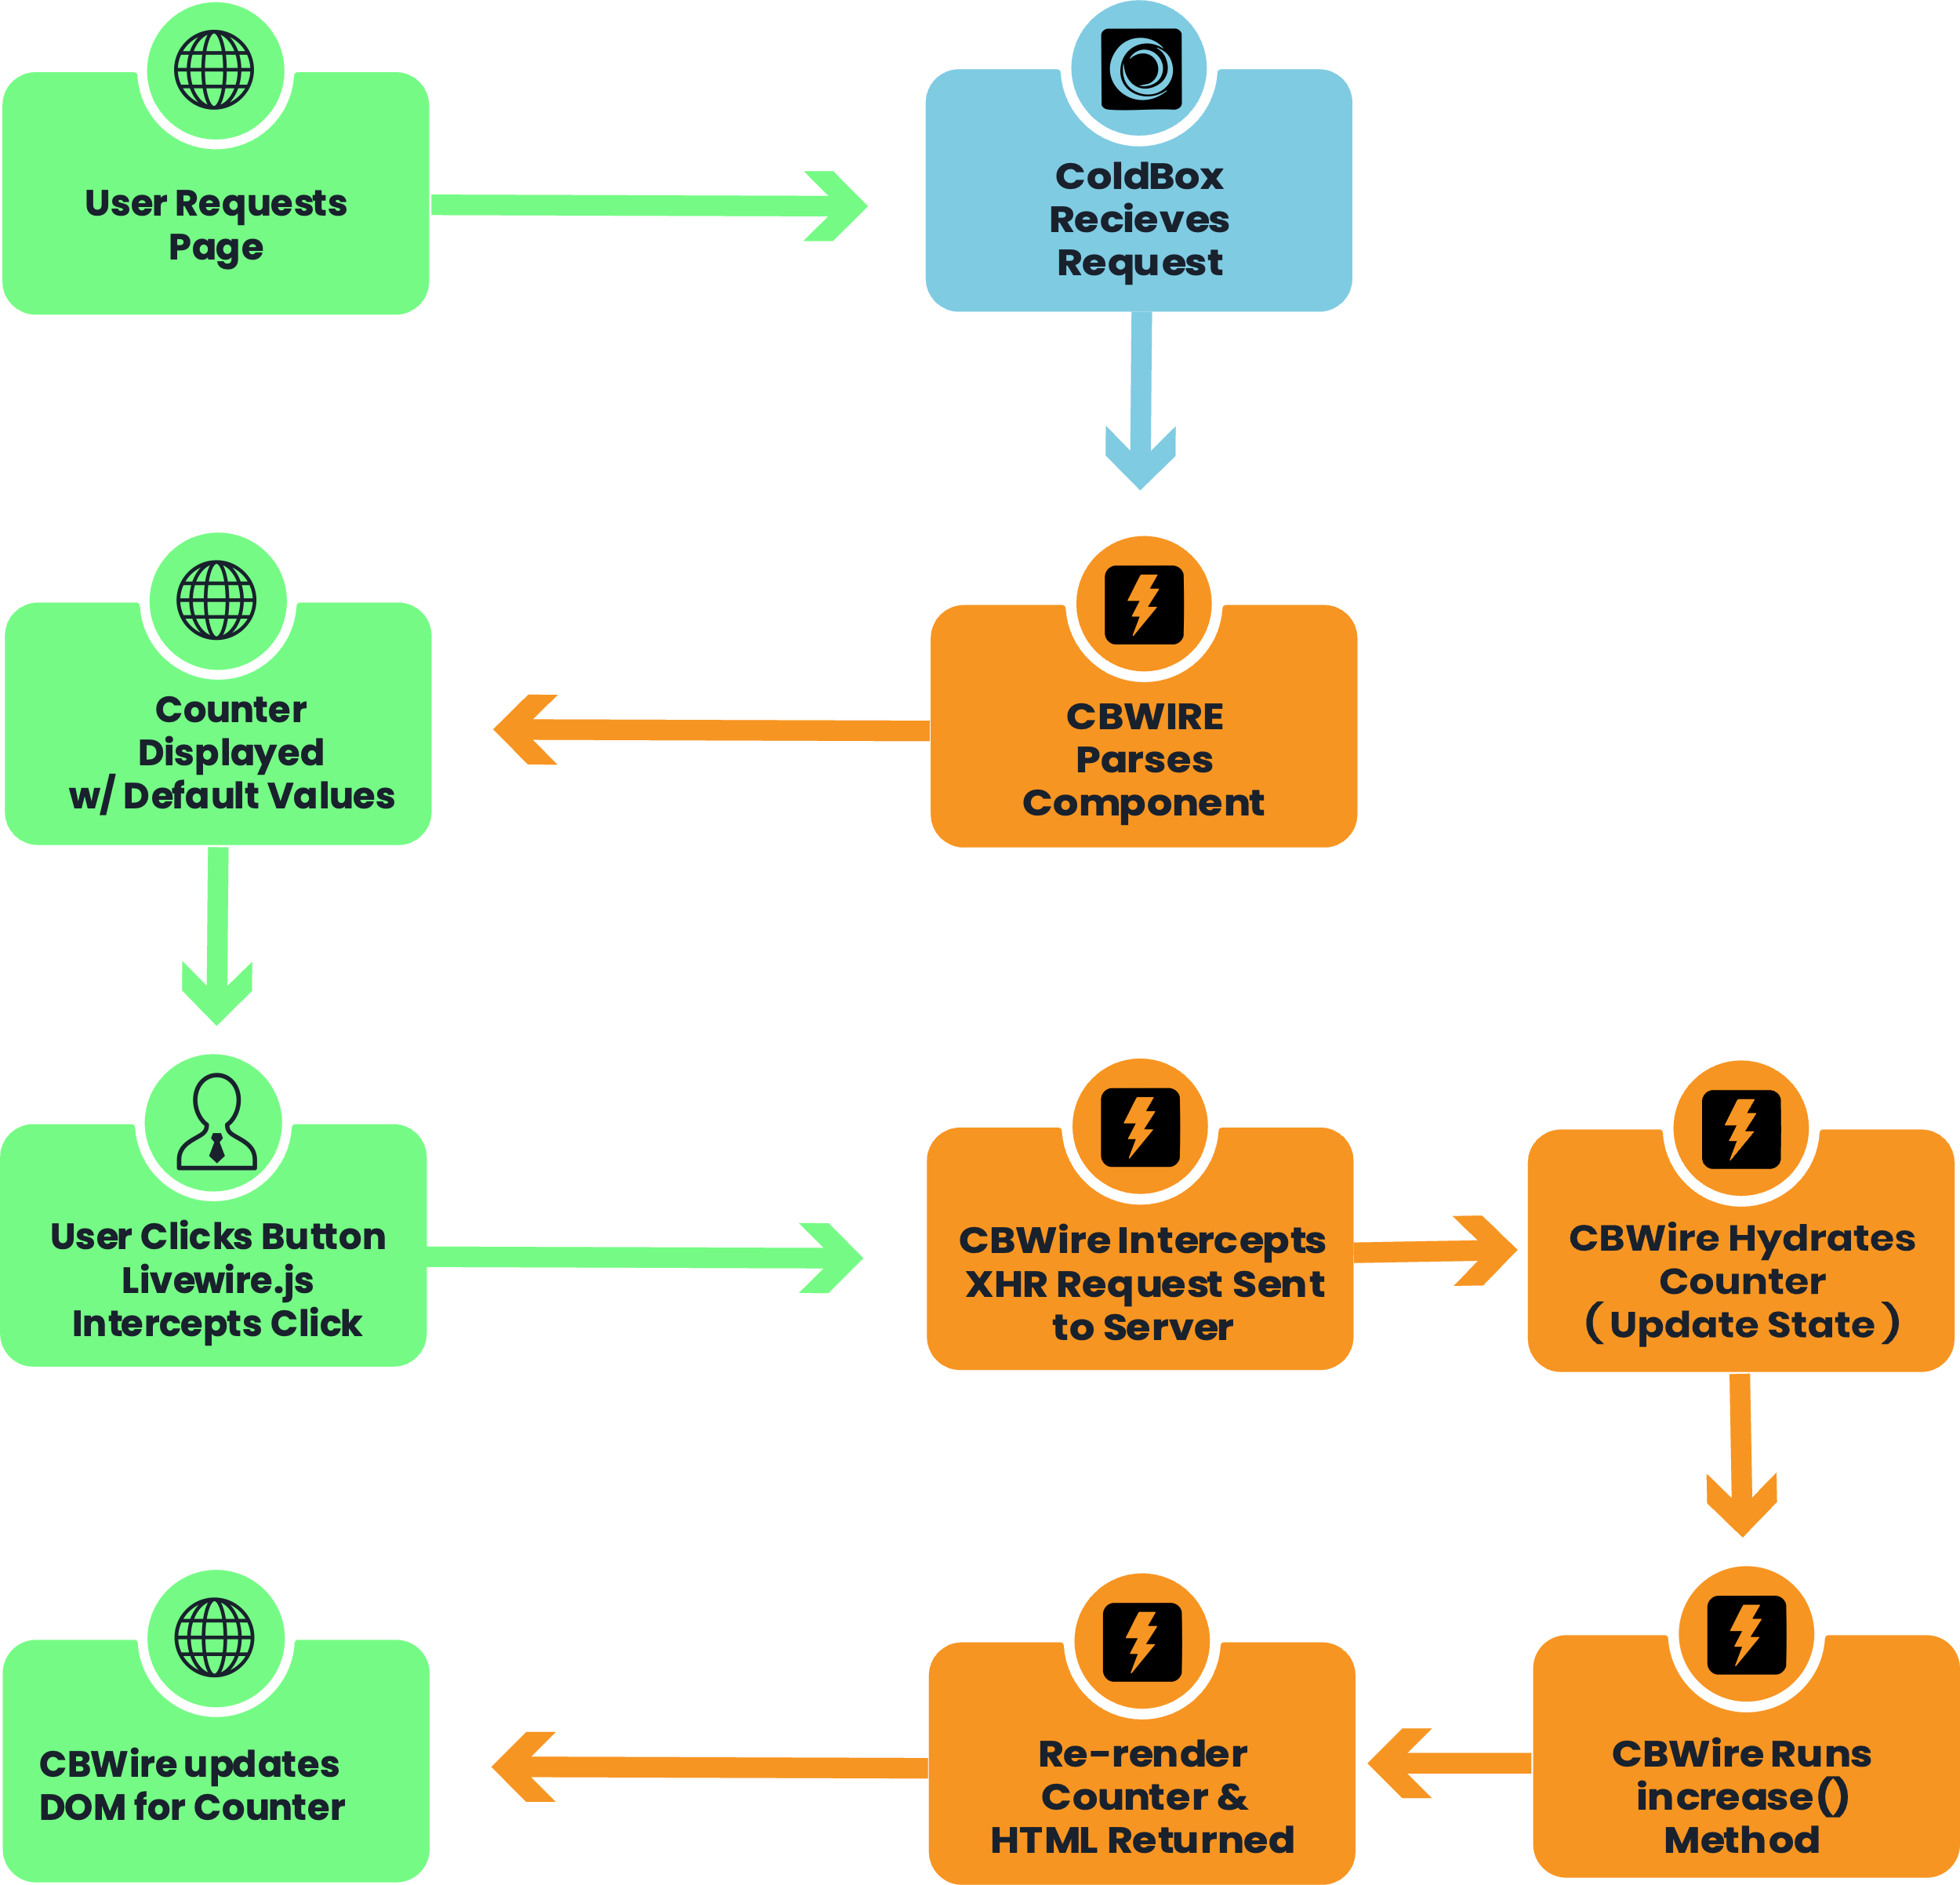 User Requests
Page
ColdBox
Recieves
Request
Counter
Displayed
w/ Default Values
CBWIRE
Parses
Component
User Clicks Button
Livewire.js
Intercepts Click
CBWire Intercepts
XHR Request Sent
to Server
CBWire Hydrates
Counter
( Update State )
CBWire updates
DOM for Counter
Re-render
Counter &
HTML Returned
CBWire Runs
increase()
Method